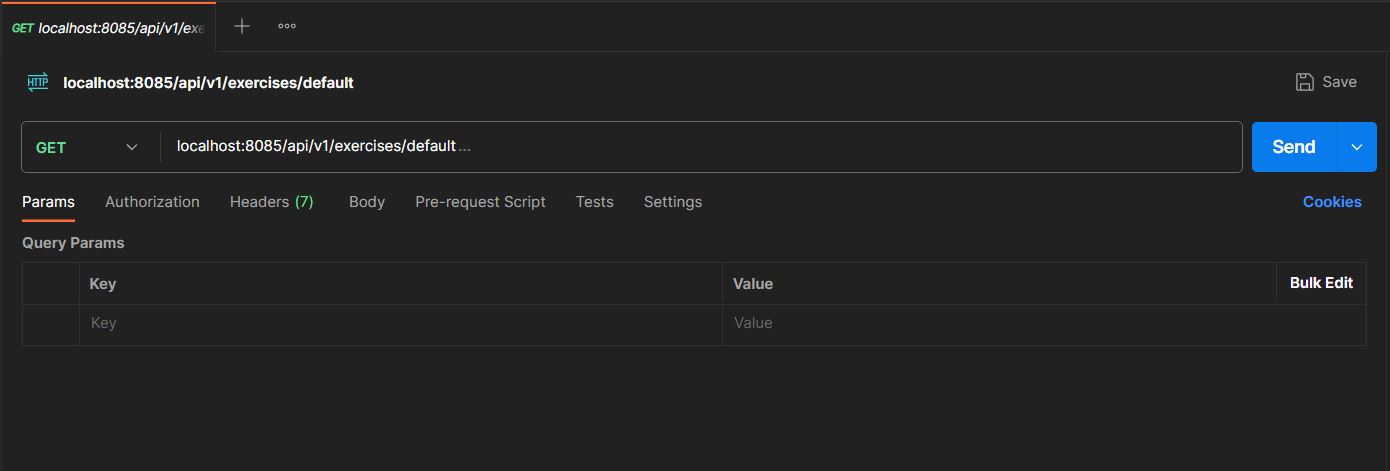 GET localhost:8085/api/v1/exe
HTTP localhost:8085/api/v1/exercises/default Save
GET localhost:8085/api/v1/exercises/default ... Send
Params Authorization Headers (7) Body Pre-request Script Tests Settings Cookies
Query Params
Key Value Bulk Edit
Key Value